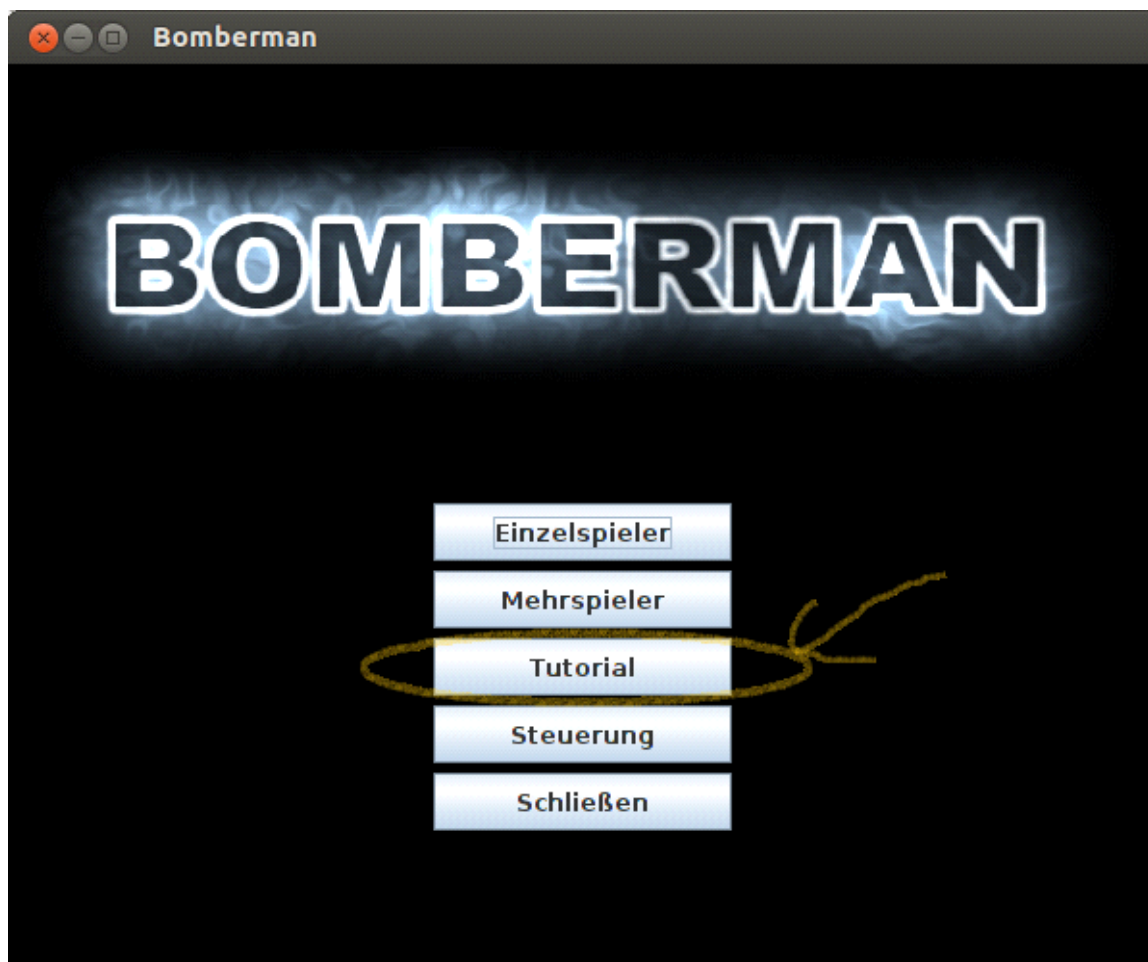 Bomberman
BOMBERMAN
Einzelspieler
Mehrspieler
Tutorial
Steuerung
Schließen